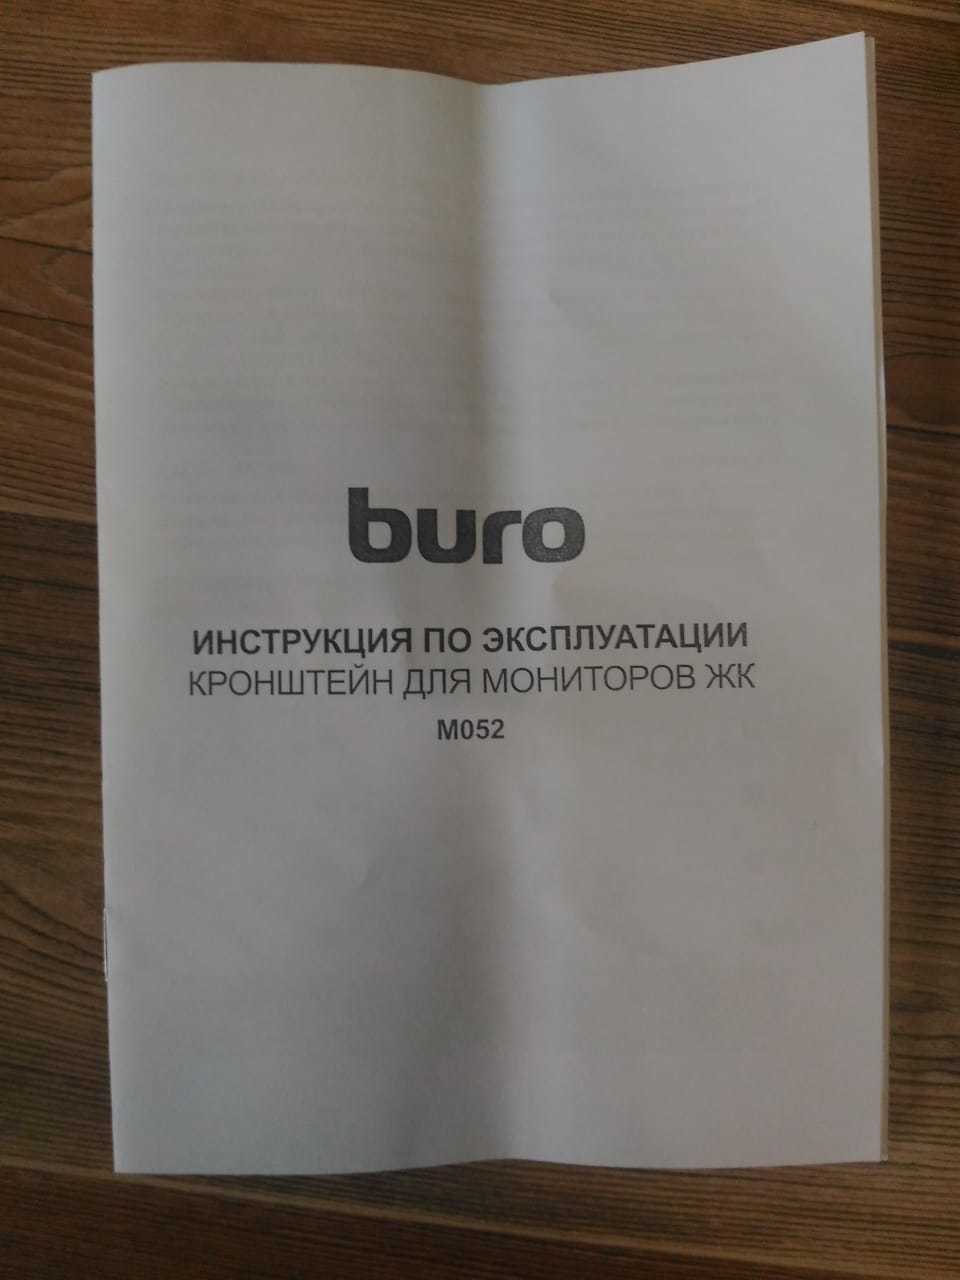 buro
ИНСТРУКЦИЯ ПО ЭКСПЛУАТАЦИИ
КРОНШТЕЙН ДЛЯ МОНИТОРОВ ЖК
M052